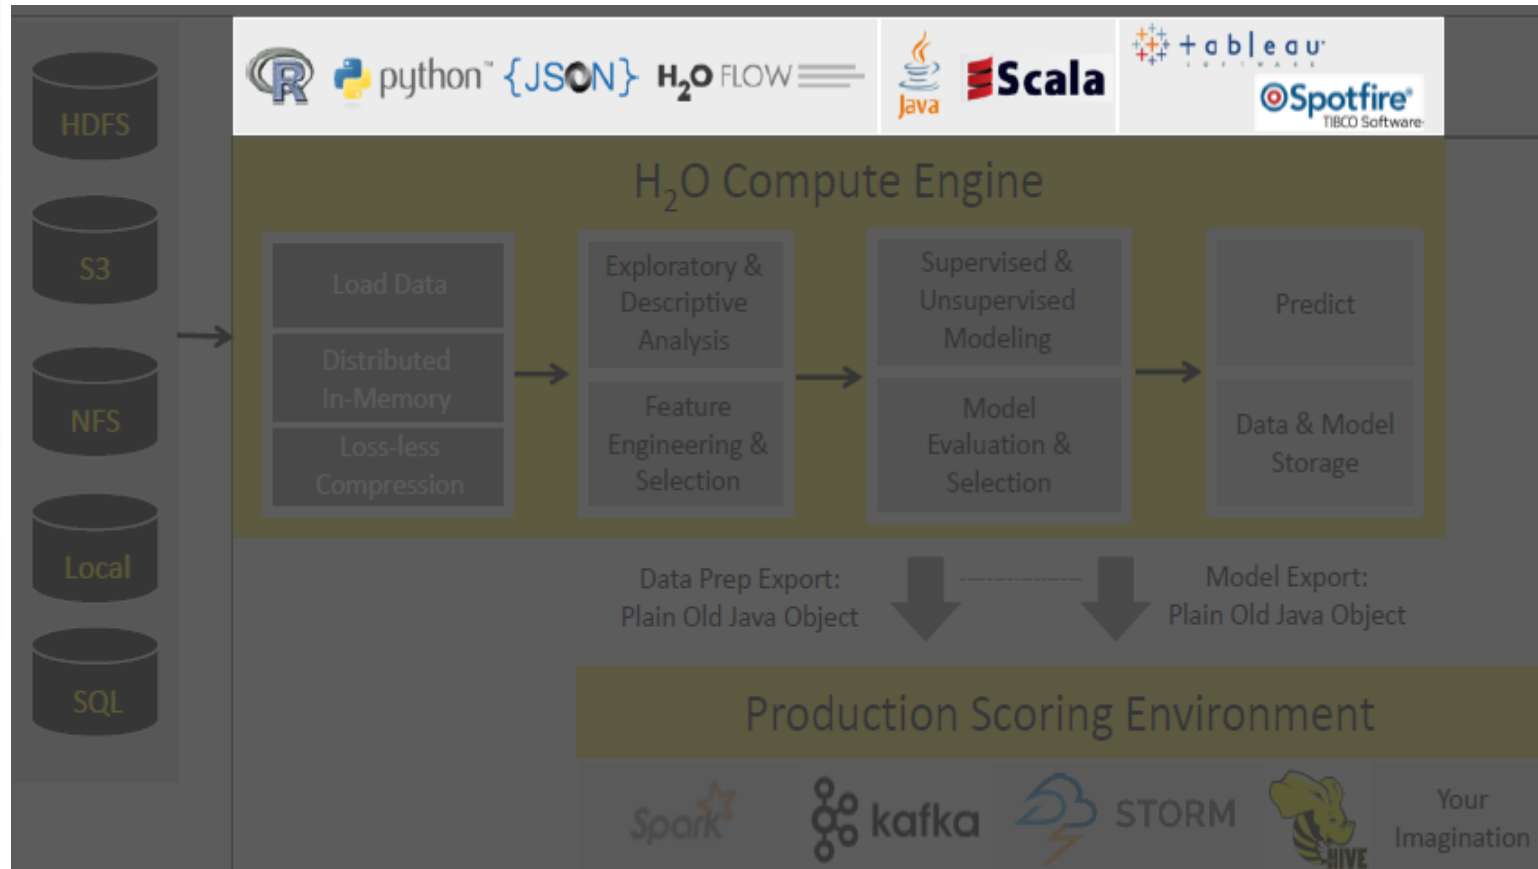 R
python™
{JSON}
H2O FLOW
Java
Scala
+ableau
SOFTWARE
Spotfire®
TIBCO Software
HDFS
S3
NFS
Local
SQL
H2O Compute Engine
Load Data
Distributed
In-Memory
Loss-less
Compression
Exploratory &
Descriptive
Analysis
Feature
Engineering &
Selection
Supervised &
Unsupervised
Modeling
Model
Evaluation &
Selection
Predict
Data & Model
Storage
Data Prep Export:
Plain Old Java Object
Model Export:
Plain Old Java Object
Production Scoring Environment
Spark
kafka
STORM
HIVE
Your
Imagination